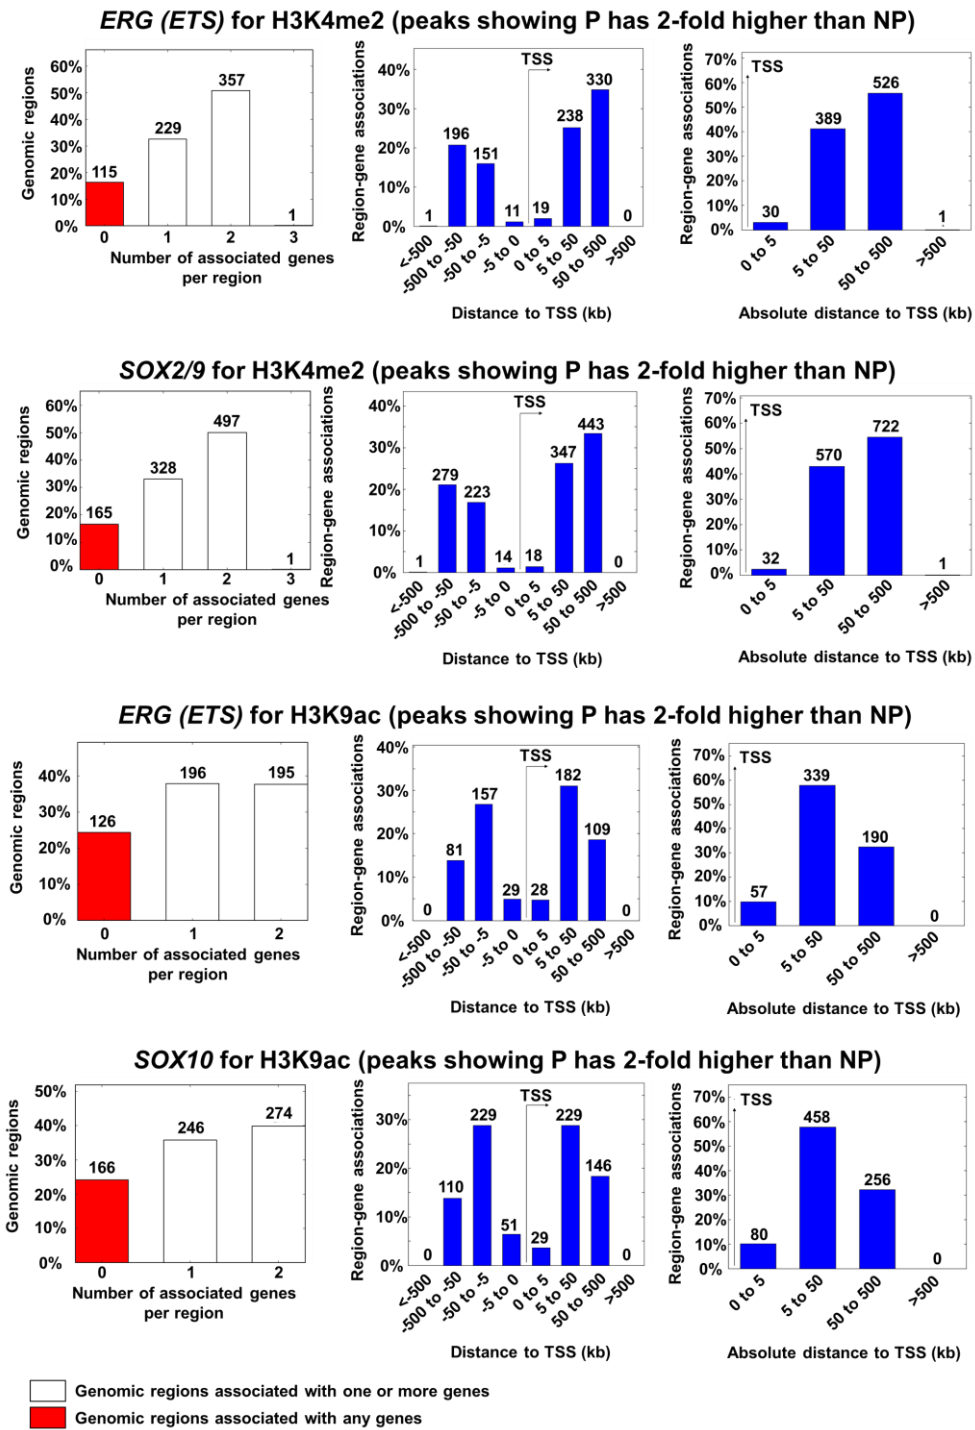 ERG (ETS) for H3K4me2 (peaks showing P has 2-fold higher than NP)
Genomic regions
60%
50%
40%
30%
20%
10%
0%
115
229
357
1
0
1
2
3
Number of associated genes
per region
Region-gene associations
40%
30%
20%
10%
0%
TSS
1
196
151
11
19
238
330
0
<-500
-500 to -50
-50 to -5
-5 to 0
0 to 5
5 to 50
50 to 500
>500
Distance to TSS (kb)
Region-gene associations
70%
60%
50%
40%
30%
20%
10%
0%
TSS
30
389
526
1
0 to 5
5 to 50
50 to 500
>500
Absolute distance to TSS (kb)
SOX2/9 for H3K4me2 (peaks showing P has 2-fold higher than NP)
Genomic regions
60%
50%
40%
30%
20%
10%
0%
165
328
497
1
0
1
2
3
Number of associated genes
per region
Region-gene associations
40%
30%
20%
10%
0%
TSS
1
279
223
14
18
347
443
0
<-500
-500 to -50
-50 to -5
-5 to 0
0 to 5
5 to 50
50 to 500
>500
Distance to TSS (kb)
Region-gene associations
70%
60%
50%
40%
30%
20%
10%
0%
TSS
32
570
722
1
0 to 5
5 to 50
50 to 500
>500
Absolute distance to TSS (kb)
ERG (ETS) for H3K9ac (peaks showing P has 2-fold higher than NP)
Genomic regions
40%
30%
20%
10%
0%
126
196
195
0
1
2
Number of associated genes
per region
Region-gene associations
40%
30%
20%
10%
0%
TSS
0
81
157
29
28
182
109
0
<-500
-500 to -50
-50 to -5
-5 to 0
0 to 5
5 to 50
50 to 500
>500
Distance to TSS (kb)
Region-gene associations
70%
60%
50%
40%
30%
20%
10%
0%
TSS
57
339
190
0
0 to 5
5 to 50
50 to 500
>500
Absolute distance to TSS (kb)
SOX10 for H3K9ac (peaks showing P has 2-fold higher than NP)
Genomic regions
50%
40%
30%
20%
10%
0%
166
246
274
0
1
2
Number of associated genes
per region
Region-gene associations
30%
20%
10%
0%
TSS
0
110
229
51
29
229
146
0
<-500
-500 to -50
-50 to -5
-5 to 0
0 to 5
5 to 50
50 to 500
>500
Distance to TSS (kb)
Region-gene associations
70%
60%
50%
40%
30%
20%
10%
0%
TSS
80
458
256
0
0 to 5
5 to 50
50 to 500
>500
Absolute distance to TSS (kb)
Genomic regions associated with one or more genes
Genomic regions associated with any genes